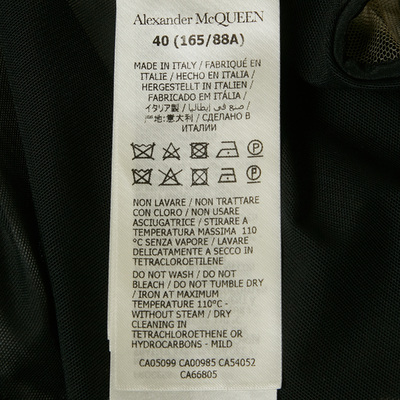 Alexander McQUEEN
40 (165/88A)
MADE IN ITALY / FABRIQUÉ EN
ITALIE / HECHO EN ITALIA /
HERGESTELLT IN ITALIEN /
FABRICADO EM ITÁLIA /
イタリア製 / صنع في إيطاليا /
地:意大利 / СДЕЛАНО В
ИТАЛИИ
P
P
NON LAVARE / NON TRATTARE
CON CLORO / NON USARE
ASCIUGATRICE / STIRARE A
TEMPERATURA MASSIMA 110
°C SENZA VAPORE / LAVARE
DELICATAMENTE A SECCO IN
TETRACLOROETILENE
DO NOT WASH / DO NOT
BLEACH / DO NOT TUMBLE DRY
/ IRON AT MAXIMUM
TEMPERATURE 110°C -
WITHOUT STEAM / DRY
CLEANING IN
TETRACHLOROETHENE OR
HYDROCARBONS - MILD
CA05099 CA00985 CA54052
CA66805